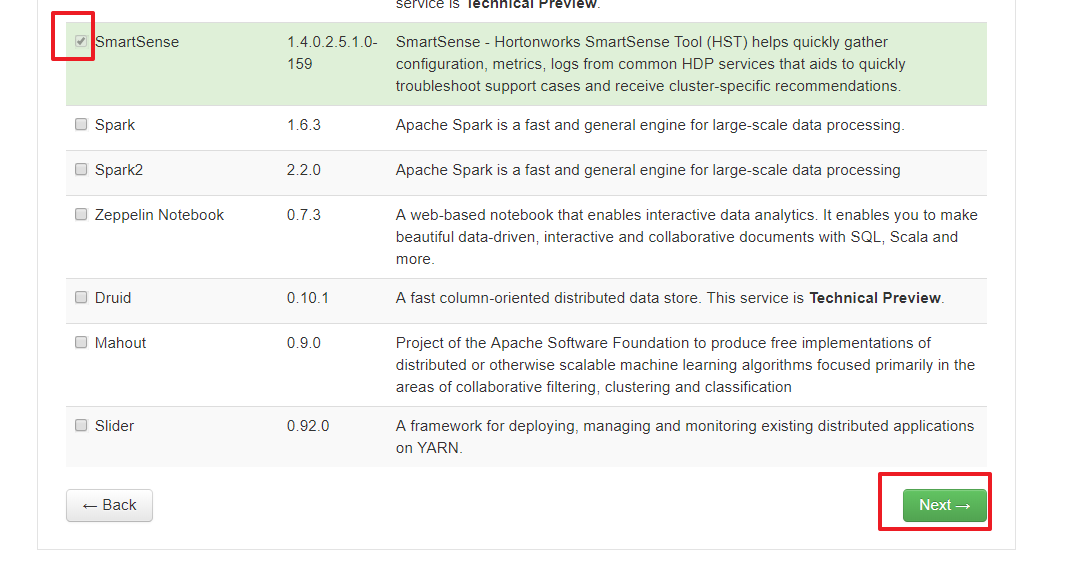 service is Technical Preview.
SmartSense 1.4.0.2.5.1.0- SmartSense - Hortonworks SmartSense Tool (HST) helps quickly gather
159 configuration, metrics, logs from common HDP services that aids to quickly
troubleshoot support cases and receive cluster-specific recommendations.
Spark 1.6.3 Apache Spark is a fast and general engine for large-scale data processing.
Spark2 2.2.0 Apache Spark is a fast and general engine for large-scale data processing
Zeppelin Notebook 0.7.3 A web-based notebook that enables interactive data analytics. It enables you to make
beautiful data-driven, interactive and collaborative documents with SQL, Scala and
more.
Druid 0.10.1 A fast column-oriented distributed data store. This service is Technical Preview.
Mahout 0.9.0 Project of the Apache Software Foundation to produce free implementations of
distributed or otherwise scalable machine learning algorithms focused primarily in the
areas of collaborative filtering, clustering and classification
Slider 0.92.0 A framework for deploying, managing and monitoring existing distributed applications
on YARN.
← Back Next →